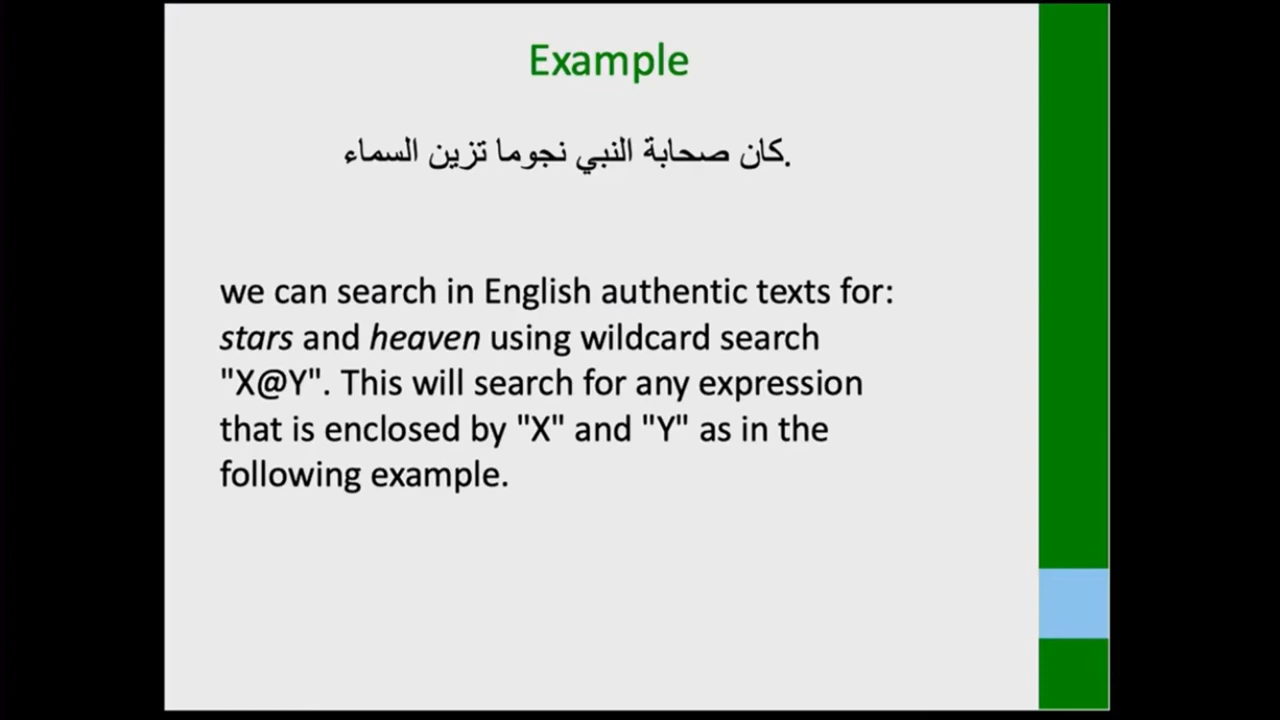 Example
كان صحابة النبي نجوما تزين السماء.
we can search in English authentic texts for:
stars and heaven using wildcard search
"X@Y". This will search for any expression
that is enclosed by "X" and "Y" as in the
following example.